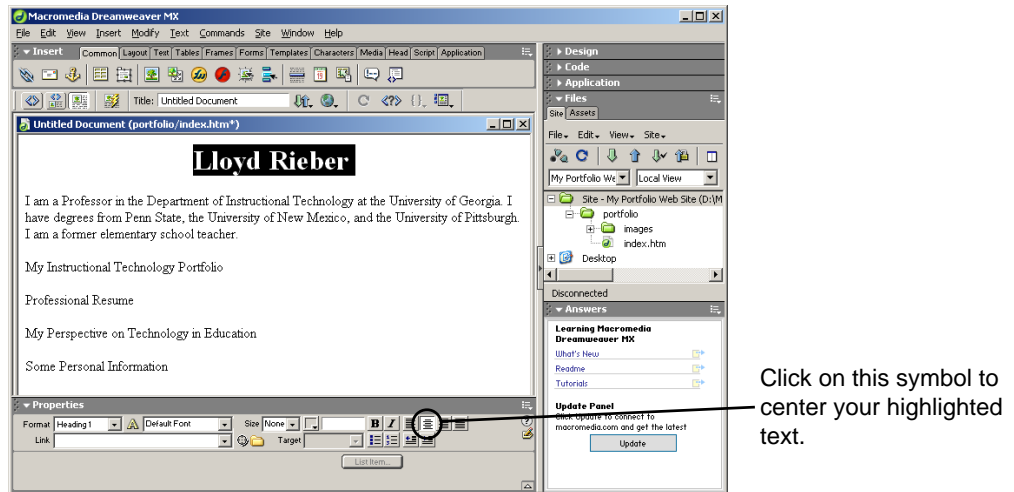 Macromedia Dreamweaver MX
File Edit View Insert Modify Text Commands Site Window Help
Insert Common Layout Text Tables Frames Forms Templates Characters Media Head Script Application
Title: Untitled Document
Untitled Document (portfolio/index.htm*)
Lloyd Rieber
I am a Professor in the Department of Instructional Technology at the University of Georgia. I
have degrees from Penn State, the University of New Mexico, and the University of Pittsburgh.
I am a former elementary school teacher.
My Instructional Technology Portfolio
Professional Resume
My Perspective on Technology in Education
Some Personal Information
Properties
Format Heading 1 Default Font Size None B I
Link Target
List Item...
Design
Code
Application
Files
Site Assets
File Edit View Site
My Portfolio We Local View
Site - My Portfolio Web Site (D:\M
portfolio
images
index.htm
Desktop
Disconnected
Answers
Learning Macromedia
Dreamweaver MX
What's New
Readme
Tutorials
Update Panel
Click Update to connect to
macromedia.com and get the latest
Update
Click on this symbol to
center your highlighted
text.